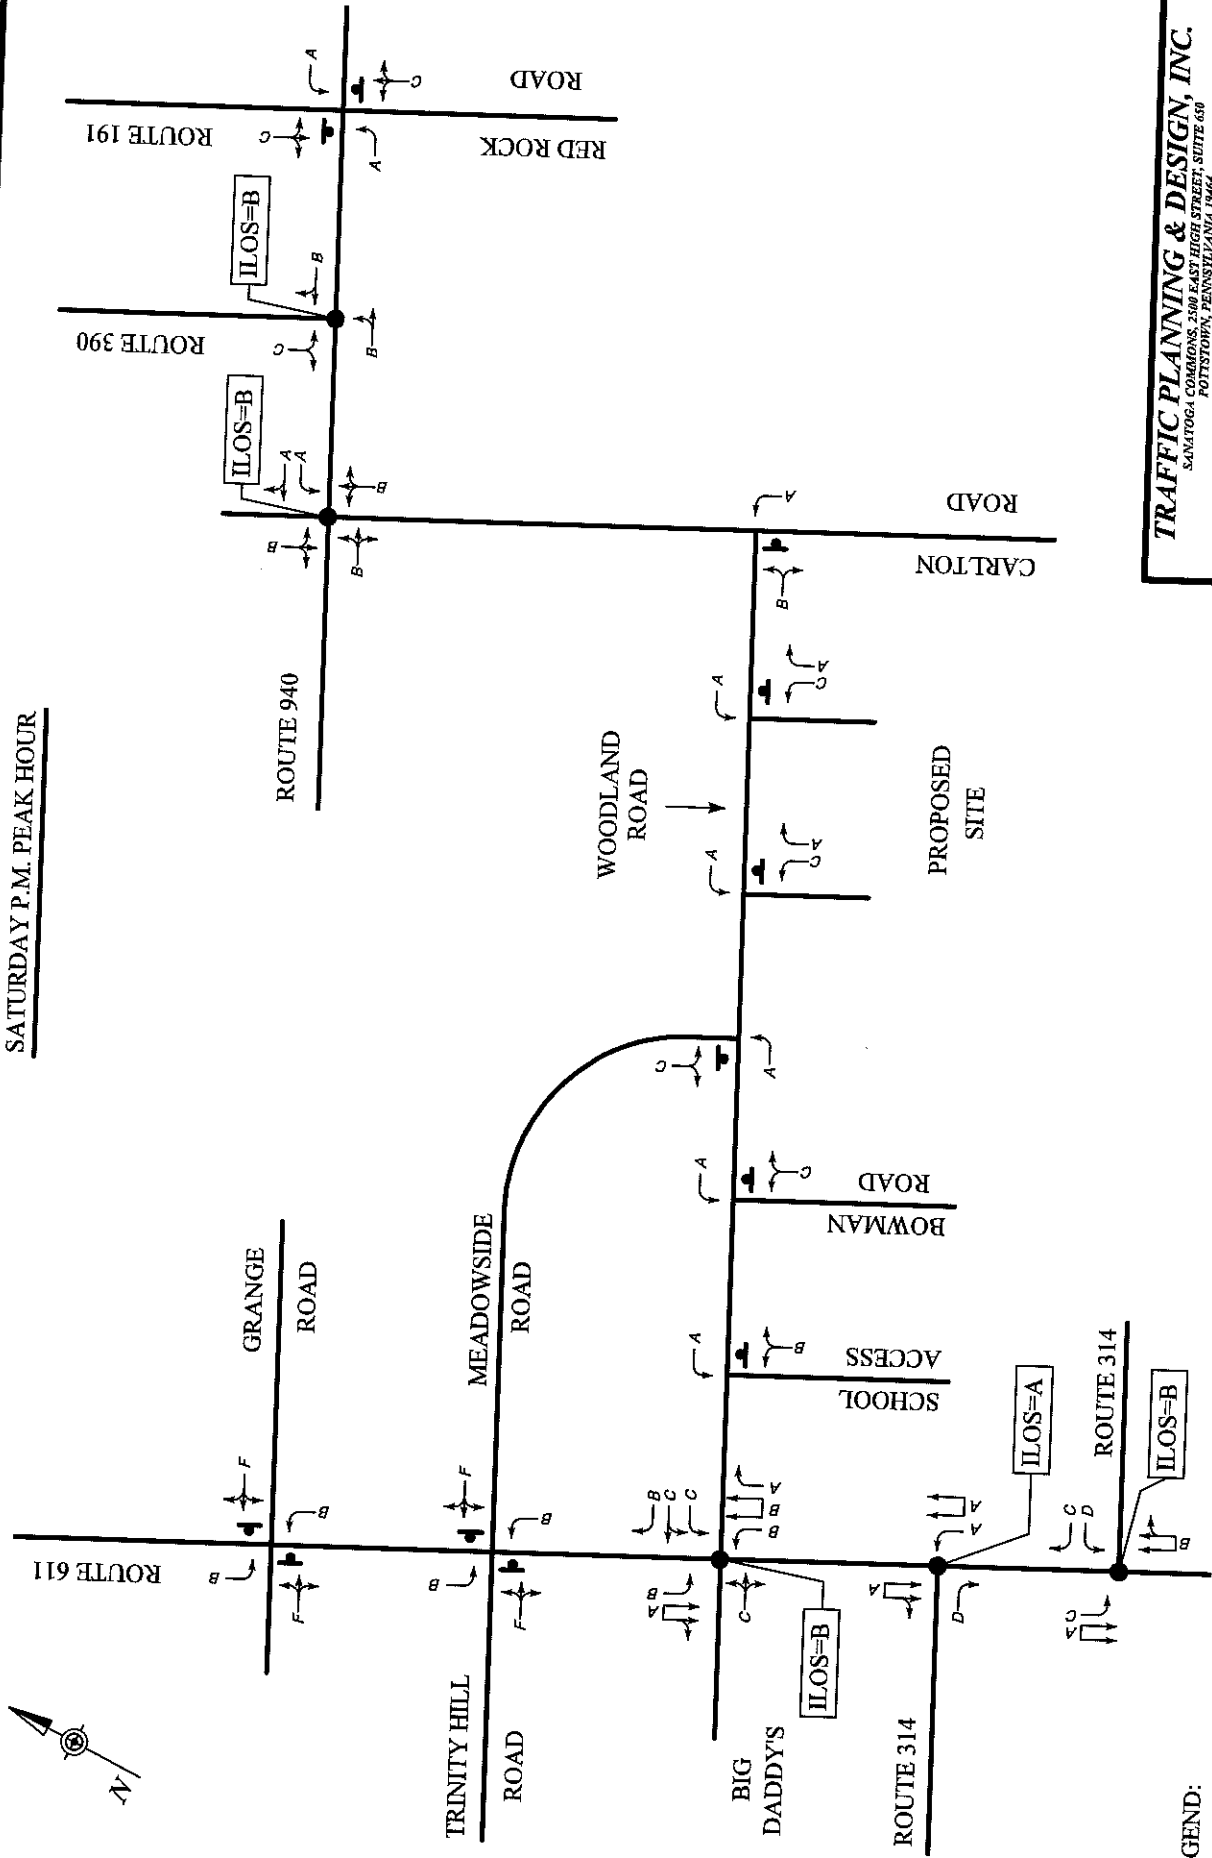 SATURDAY P.M. PEAK HOUR
N
ROUTE 611
GRANGE
ROAD
B
F
B
F
TRINITY HILL
ROAD
MEADOWSIDE
ROAD
B
F
B
F
BIG
DADDY'S
B
A
C
B
C
C
B
B
A
ILOS=B
SCHOOL
ACCESS
A
B
BOWMAN
ROAD
A
C
C
A
WOODLAND
ROAD
PROPOSED
SITE
A
C
A
A
C
A
CARLTON
ROAD
B
A
ROUTE 940
ILOS=B
B
B
A
A
B
ROUTE 390
ILOS=B
C
B
B
ROUTE 191
RED ROCK
ROAD
C
A
A
C
ROUTE 314
A
D
A
A
ILOS=A
ROUTE 314
C
D
A
C
B
ILOS=B
GEND:
TRAFFIC PLANNING & DESIGN, INC.
SANATOGA COMMONS, 2500 EAST HIGH STREET, SUITE 650
POTTSTOWN, PENNSYLVANIA 19464